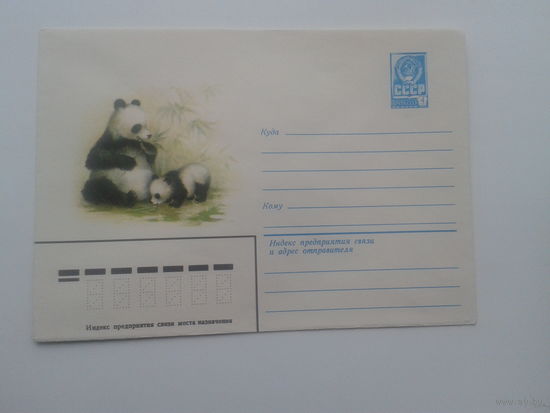 СССР
Куда
Кому
Индекс предприятия связи
и адрес отправителя
Индекс предприятия связи места назначения